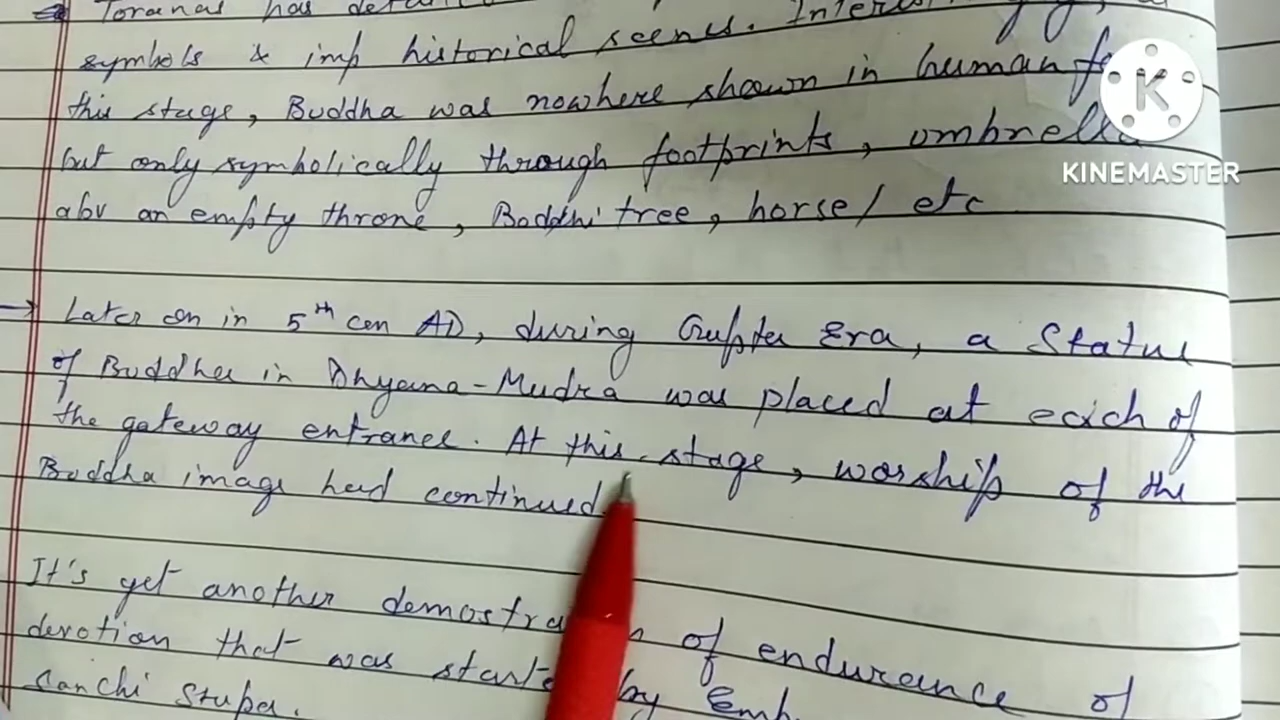 Toranas has
symbols & imp historical scenes.
this stage, Buddha was nowhere shown in human
but only symbolically through footprints, umbrella
abv an empty throne, Boddhi tree, horse/ etc
→ Later on in 5th cen AD, during Gupta Era, a Statue
of Buddha in Dhyana-Mudra was placed at each of
the gateway entrance. At this stage, worship of the
Buddha image had continued.
It's yet another of endurance of
devotion that was by
Sanchi Stupa.
K
KINEMASTER